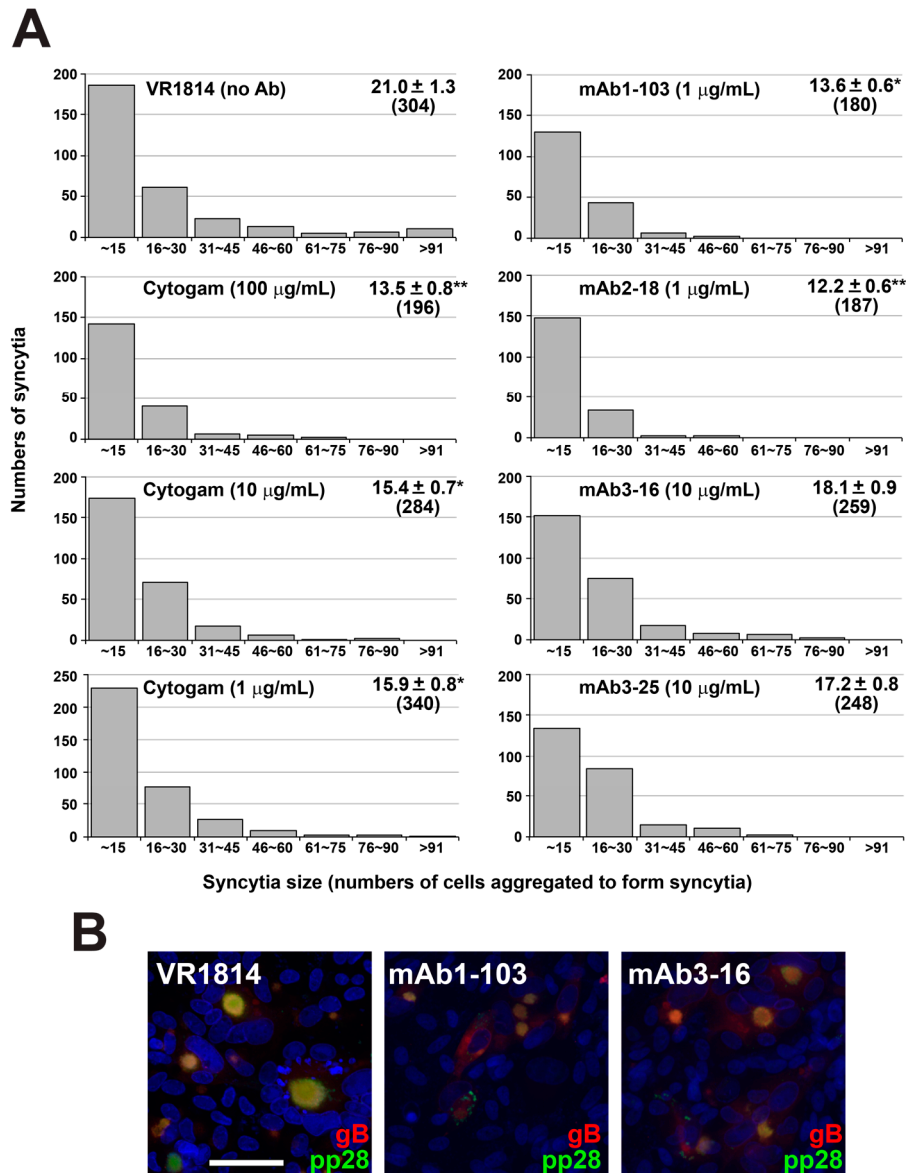 A
VR1814 (no Ab)
21.0 ± 1.3
(304)
200
150
100
50
0
~15 16~30 31~45 46~60 61~75 76~90 >91
mAb1-103 (1 µg/mL)
13.6 ± 0.6*
(180)
200
150
100
50
0
~15 16~30 31~45 46~60 61~75 76~90 >91
Cytogam (100 µg/mL)
13.5 ± 0.8**
(196)
200
150
100
50
0
~15 16~30 31~45 46~60 61~75 76~90 >91
mAb2-18 (1 µg/mL)
12.2 ± 0.6**
(187)
200
150
100
50
0
~15 16~30 31~45 46~60 61~75 76~90 >91
Numbers of syncytia
Cytogam (10 µg/mL)
15.4 ± 0.7*
(284)
200
150
100
50
0
~15 16~30 31~45 46~60 61~75 76~90 >91
mAb3-16 (10 µg/mL)
18.1 ± 0.9
(259)
200
150
100
50
0
~15 16~30 31~45 46~60 61~75 76~90 >91
Cytogam (1 µg/mL)
15.9 ± 0.8*
(340)
250
200
150
100
50
0
~15 16~30 31~45 46~60 61~75 76~90 >91
mAb3-25 (10 µg/mL)
17.2 ± 0.8
(248)
200
150
100
50
0
~15 16~30 31~45 46~60 61~75 76~90 >91
Syncytia size (numbers of cells aggregated to form syncytia)
B
VR1814
gB
pp28
mAb1-103
gB
pp28
mAb3-16
gB
pp28